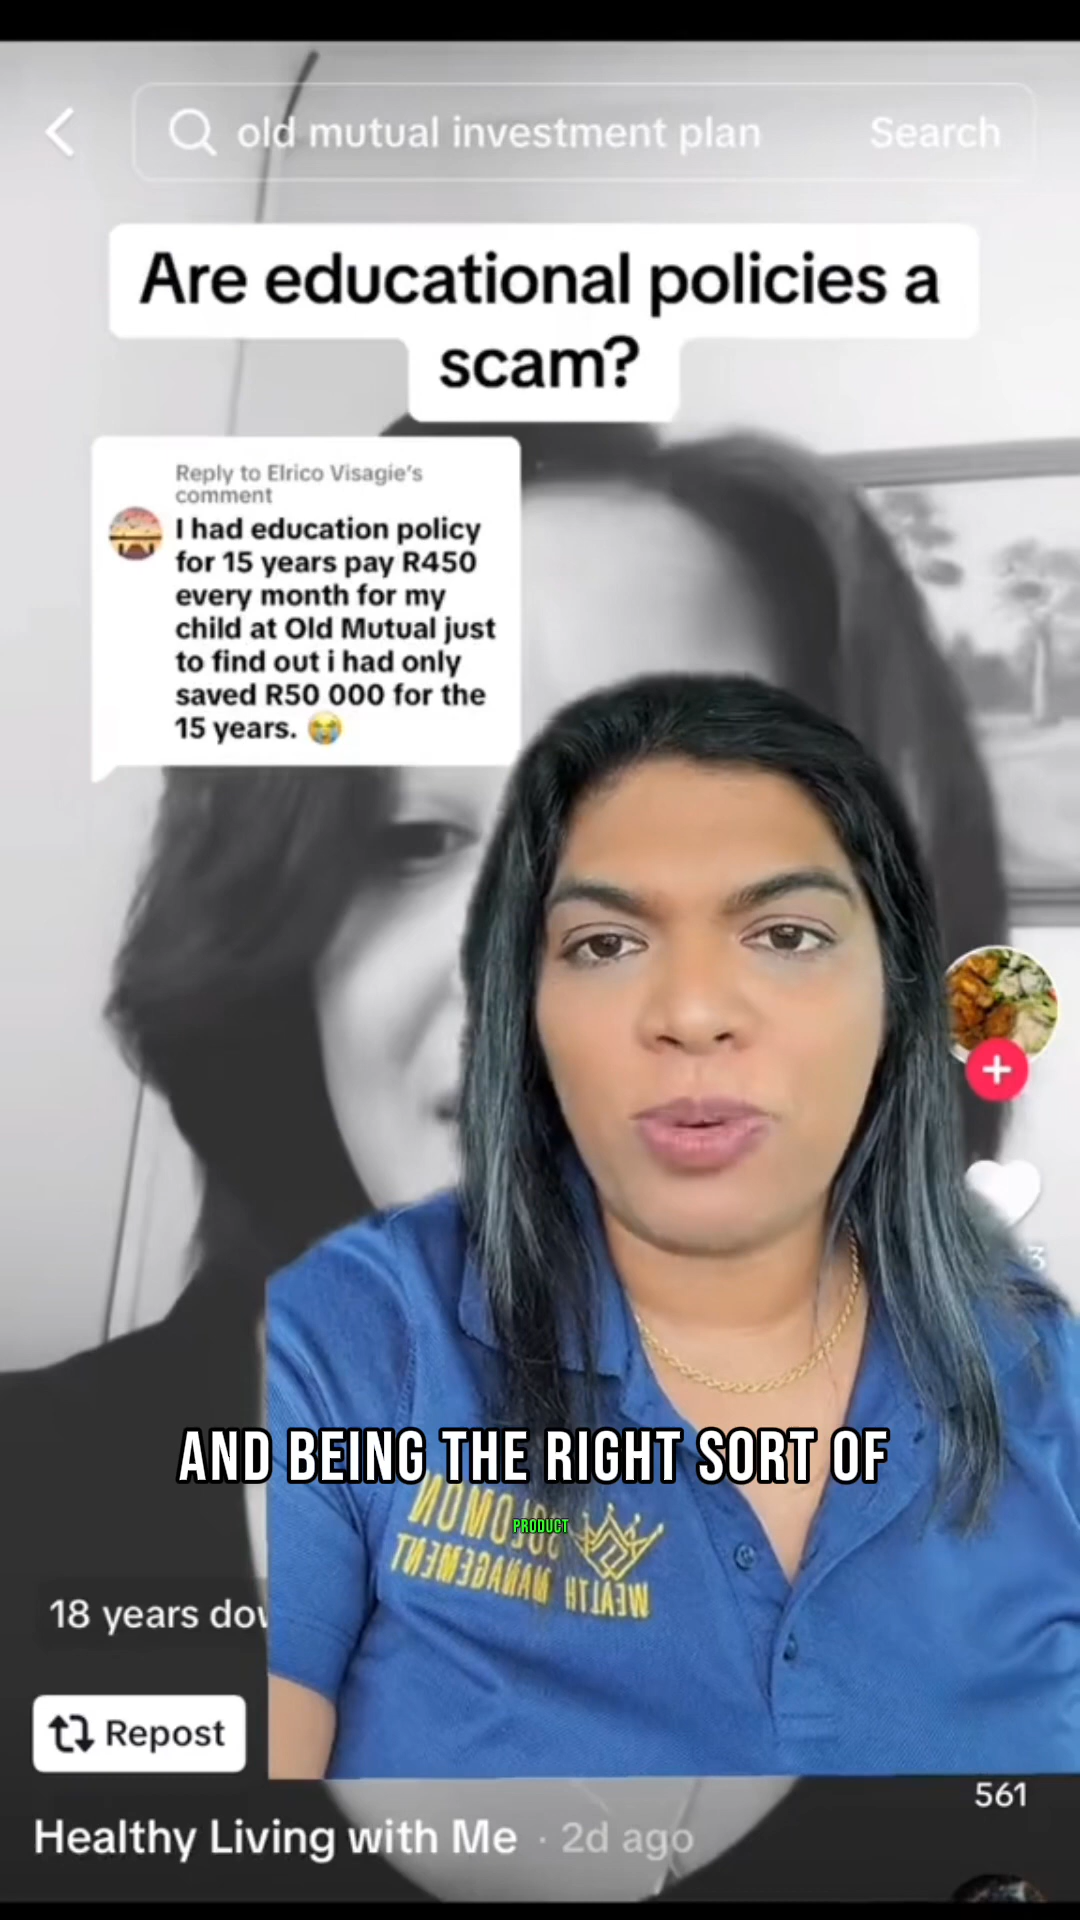 old mutual investment plan
Search
Are educational policies a
scam?
Reply to Elrico Visagie's
comment
I had education policy
for 15 years pay R450
every month for my
child at Old Mutual just
to find out i had only
saved R50 000 for the
15 years. 😭
AND BEING THE RIGHT SORT OF
PRODUCT
SOLOMON
WEALTH MANAGEMENT
18 years do
Repost
561
Healthy Living with Me · 2d ago